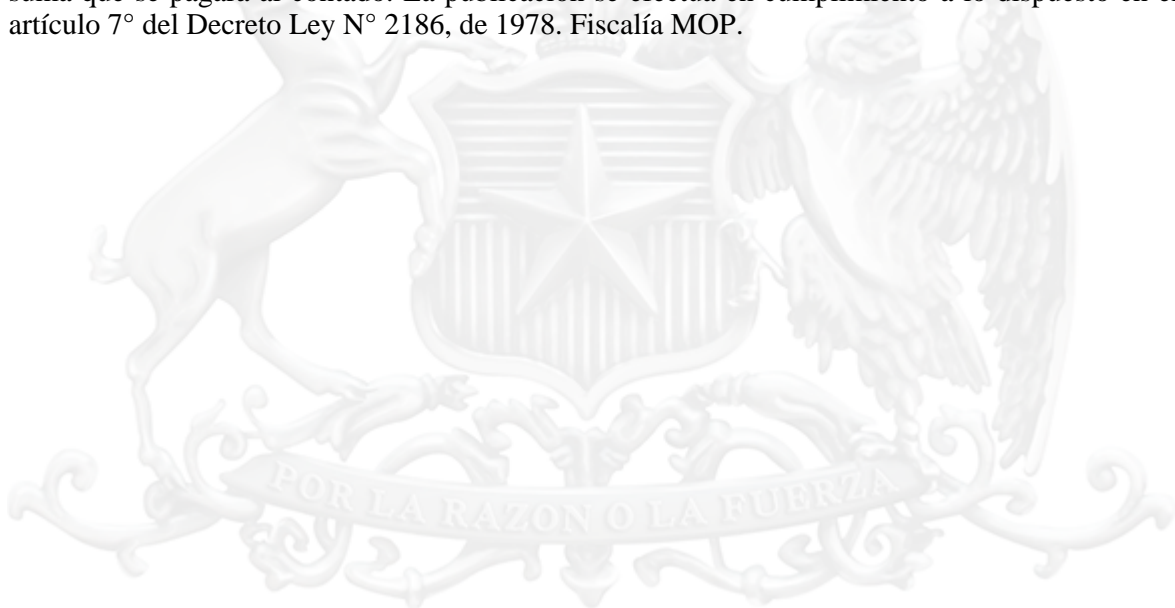 suma que se pagará al contado. La publicación se efectúa en cumplimiento a lo dispuesto en el
artículo 7° del Decreto Ley N° 2186, de 1978. Fiscalía MOP.
POR LA RAZON O LA FUERZA